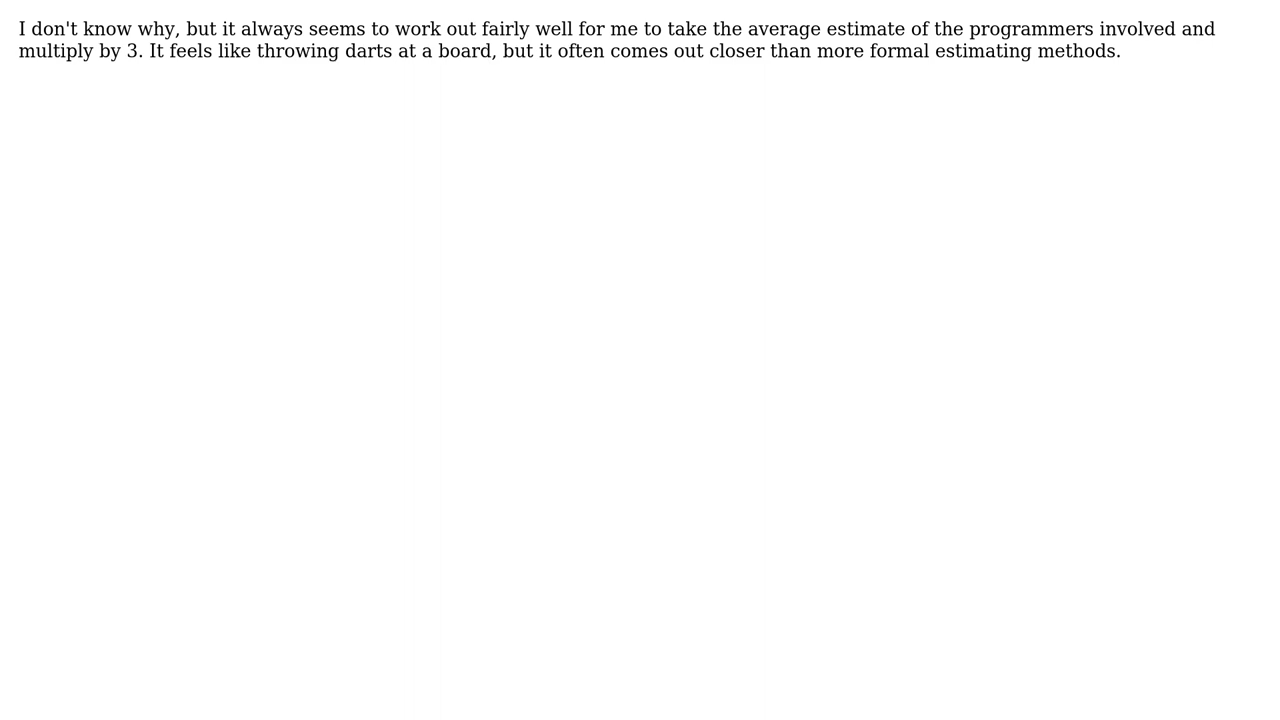 I don't know why, but it always seems to work out fairly well for me to take the average estimate of the programmers involved and
multiply by 3. It feels like throwing darts at a board, but it often comes out closer than more formal estimating methods.